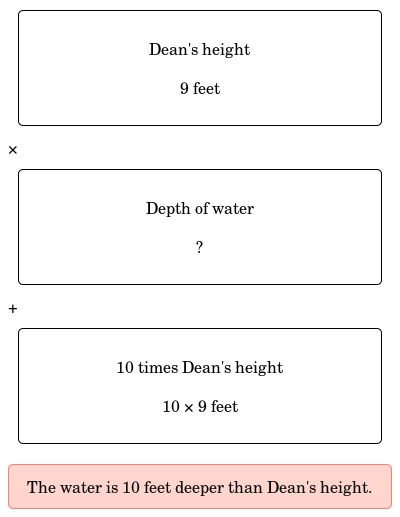 Dean's height
9 feet
×
Depth of water
?
+
10 times Dean's height
10 × 9 feet
The water is 10 feet deeper than Dean's height.